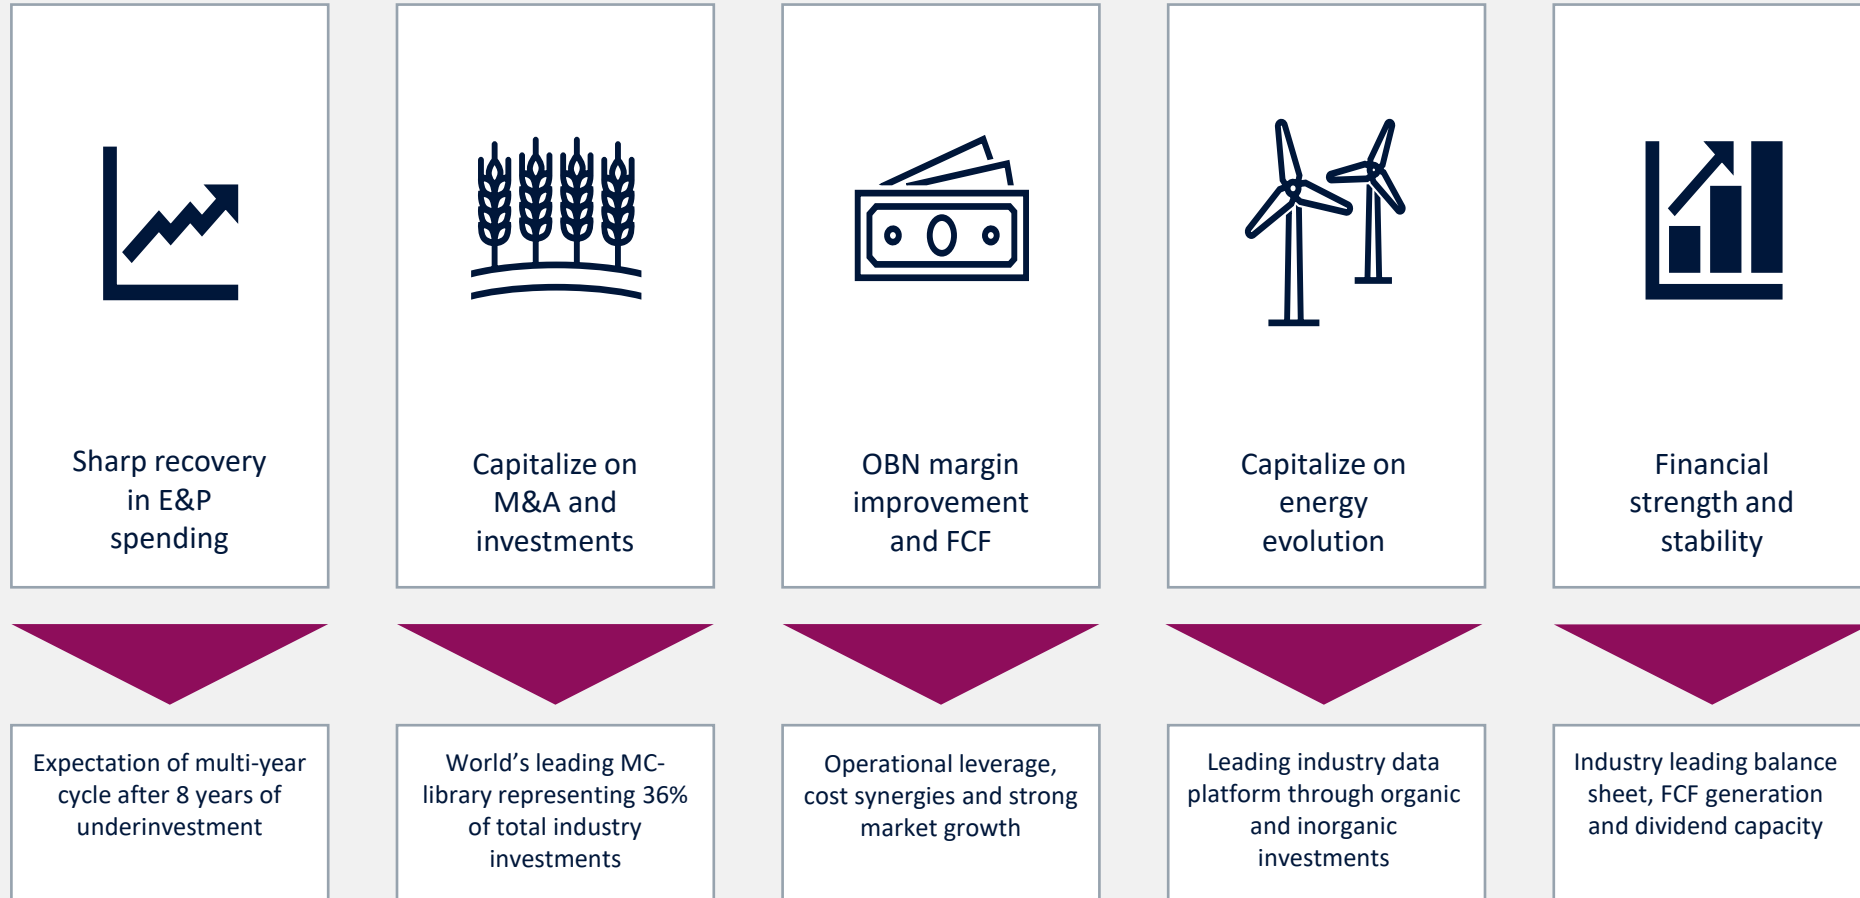 Sharp recovery
in E&P
spending
Capitalize on
M&A and
investments
OBN margin
improvement
and FCF
Capitalize on
energy
evolution
Financial
strength and
stability
Expectation of multi-year
cycle after 8 years of
underinvestment
World’s leading MC-
library representing 36%
of total industry
investments
Operational leverage,
cost synergies and strong
market growth
Leading industry data
platform through organic
and inorganic
investments
Industry leading balance
sheet, FCF generation
and dividend capacity